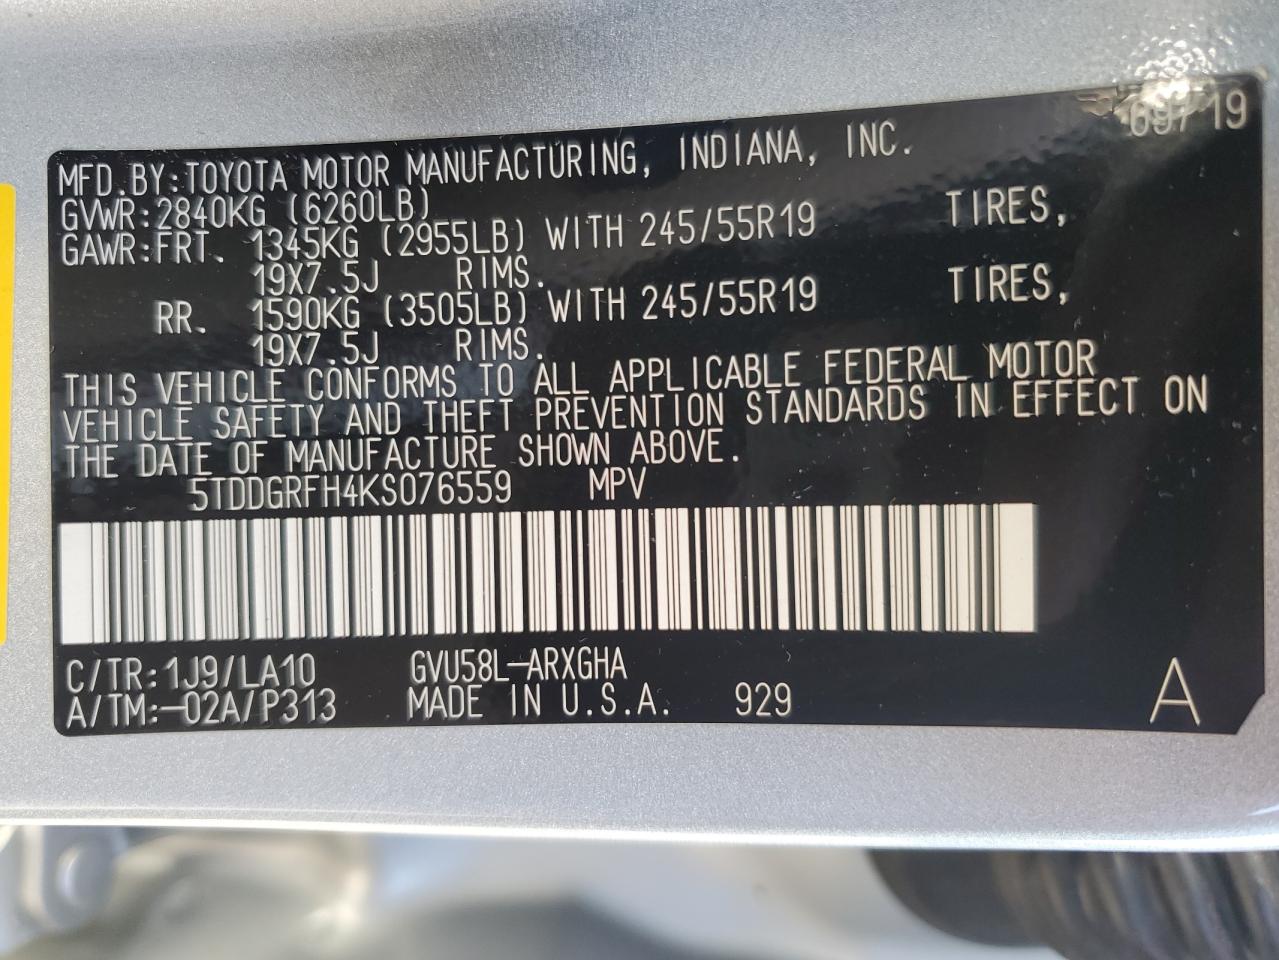 09/19
MFD.BY:TOYOTA MOTOR MANUFACTURING, INDIANA, INC.
GVWR:2840KG (6260LB)
GAWR:FRT. 1345KG (2955LB) WITH 245/55R19 TIRES,
19X7.5J RIMS.
RR. 1590KG (3505LB) WITH 245/55R19 TIRES,
19X7.5J RIMS.
THIS VEHICLE CONFORMS TO ALL APPLICABLE FEDERAL MOTOR
VEHICLE SAFETY AND THEFT PREVENTION STANDARDS IN EFFECT ON
THE DATE OF MANUFACTURE SHOWN ABOVE.
5TDDGRFH4KS076559 MPV
C/TR:1J9/LA10 GVU58L-ARXGHA
A/TM:-02A/P313 MADE IN U.S.A. 929
A